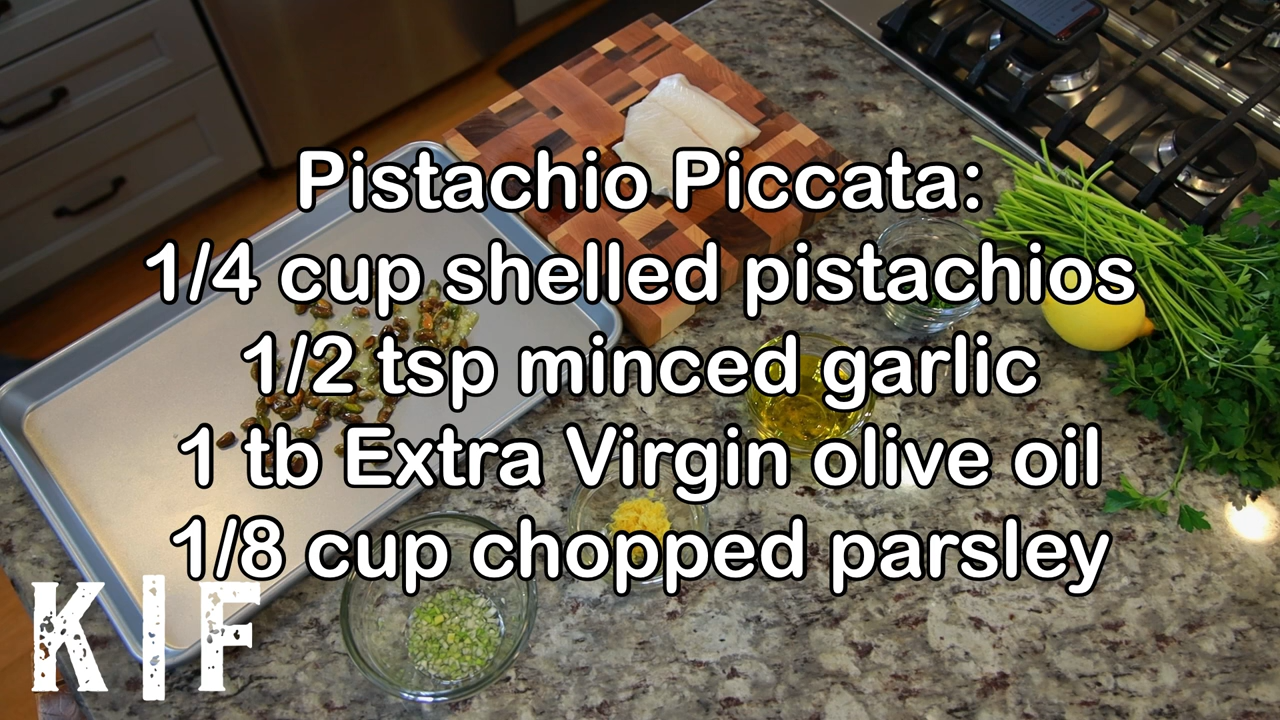 Pistachio Piccata:
1/4 cup shelled pistachios
1/2 tsp minced garlic
1 tb Extra Virgin olive oil
1/8 cup chopped parsley
K|F